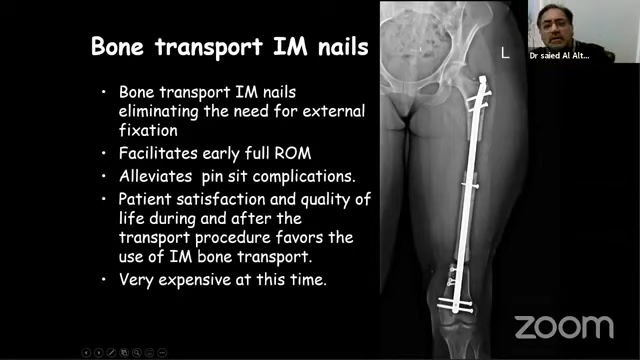 Bone transport IM nails
• Bone transport IM nails
eliminating the need for external
fixation
• Facilitates early full ROM
• Alleviates pin sit complications.
• Patient satisfaction and quality of
life during and after the
transport procedure favors the
use of IM bone transport.
• Very expensive at this time.
L
Dr saied Al Alt...
zoom